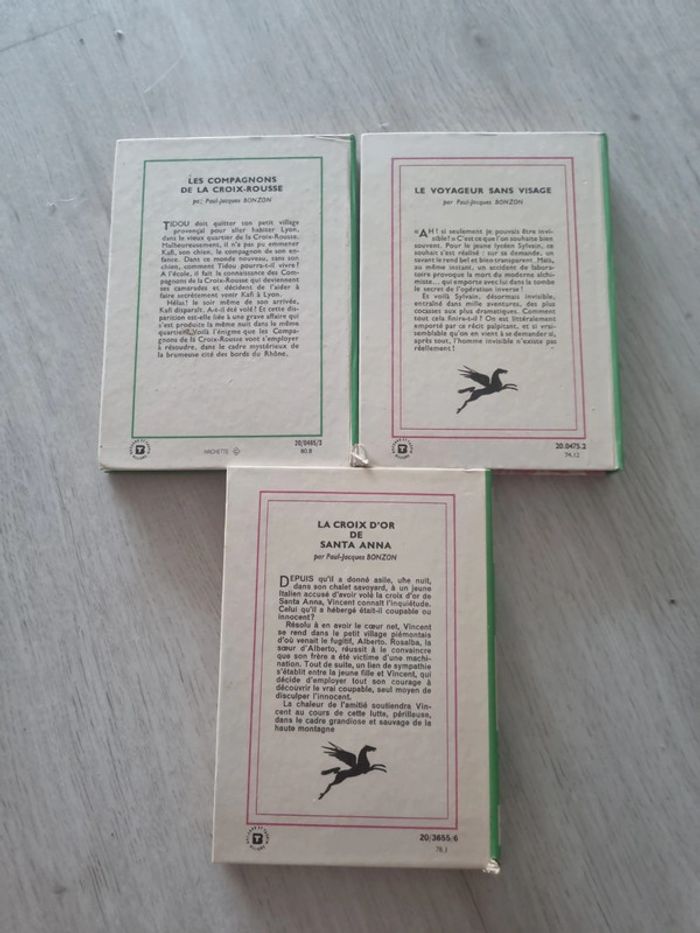 LES COMPAGNONS
DE LA CROIX-ROUSSE
par Paul-Jacques BONZON
TIDOU doit quitter son petit village
provençal pour aller habiter Lyon,
dans le vieux quartier de la Croix-Rousse.
Malheureusement, il n'a pas pu emmener
Kafi, son chien, le compagnon de son en-
fance. Dans ce monde nouveau, sans son
chien, comment Tidou pourra-t-il vivre ?
A l'école, il fait la connaissance des Com-
pagnons de la Croix-Rousse qui deviennent
ses camarades et décident de l'aider à
faire secrètement venir Kafi à Lyon.
Hélas ! le soir même de son arrivée,
Kafi disparaît. A-t-il été volé ? Et cette dis-
parition est-elle liée à une grave affaire qui
s'est produite la même nuit dans le même
quartier Voilà l'énigme que les Compa-
gnons de la Croix-Rousse vont s'employer
à résoudre, dans le cadre mystérieux de
la brumeuse cité des bords du Rhône.
HACHETTE
20/0465/3
80.8
LE VOYAGEUR SANS VISAGE
par Paul-Jacques BONZON
« AH ! si seulement je pouvais être invi-
sible ! » C'est ce que l'on souhaite bien
souvent. Pour le jeune lycéen Sylvain, ce
souhait s'est réalisé : sur sa demande, un
savant le rend bel et bien transparent. Mais,
au même instant, un accident de labora-
toire provoque la mort du moderne alchi-
miste... qui emporte avec lui dans la tombe
le secret de l'opération inverse !
Et voilà Sylvain, désormais invisible,
entraîné dans mille aventures, des plus
cocasses aux plus dramatiques. Comment
tout cela finira-t-il ? On est littéralement
emporté par ce récit palpitant, et si vrai-
semblable qu'on en vient à se demander si,
après tout, l'homme invisible n'existe pas
réellement !
20.0475.2
74.12
LA CROIX D'OR
DE
SANTA ANNA
par Paul-Jacques BONZON
DEPUIS qu'il a donné asile, une nuit,
dans son chalet savoyard, à un jeune
Italien accusé d'avoir volé la croix d'or de
Santa Anna, Vincent connaît l'inquiétude.
Celui qu'il a hébergé était-il coupable ou
innocent?
Résolu à en avoir le cœur net, Vincent
se rend dans le petit village piémontais
d'où venait le fugitif, Alberto. Rosalba, la
sœur d'Alberto, réussit à le convaincre
que son frère a été victime d'une machi-
nation. Tout de suite, un lien de sympathie
s'établit entre la jeune fille et Vincent, qui
décide d'employer tout son courage à
découvrir le vrai coupable, seul moyen de
disculper l'innocent.
La chaleur de l'amitié soutiendra Vin-
cent au cours de cette lutte, périlleuse,
dans le cadre grandiose et sauvage de la
haute montagne
20/3655/6